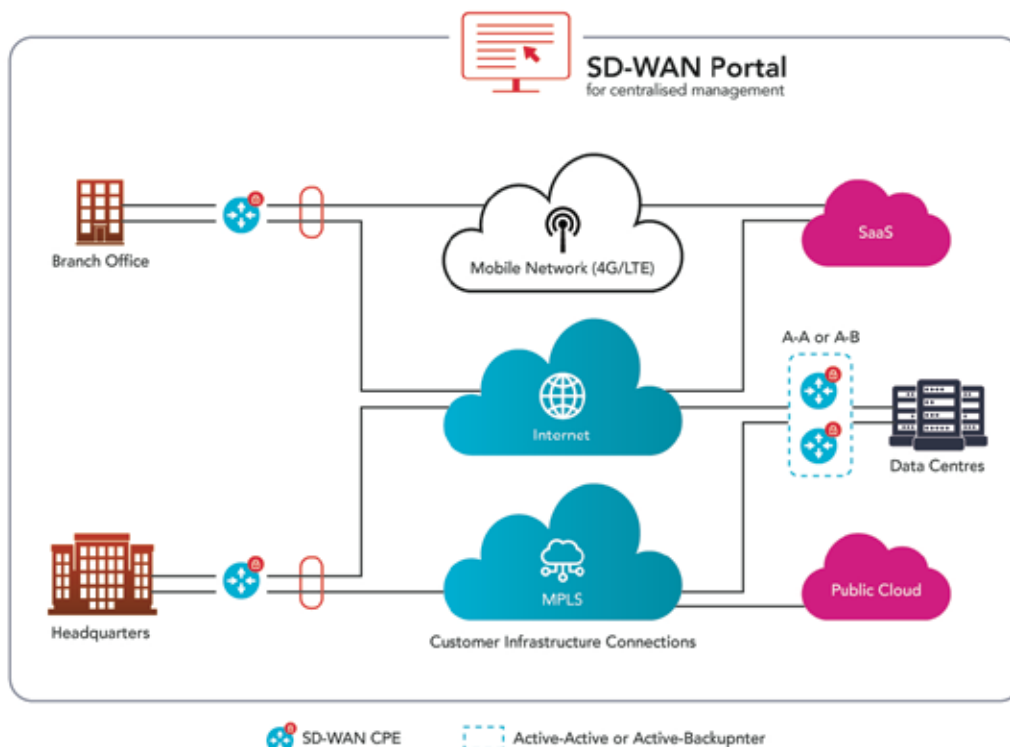 SD-WAN Portal
for centralised management
Branch Office
Mobile Network (4G/LTE)
SaaS
A-A or A-B
Internet
Data Centres
Headquarters
MPLS
Public Cloud
Customer Infrastructure Connections
SD-WAN CPE
Active-Active or Active-Backupnter